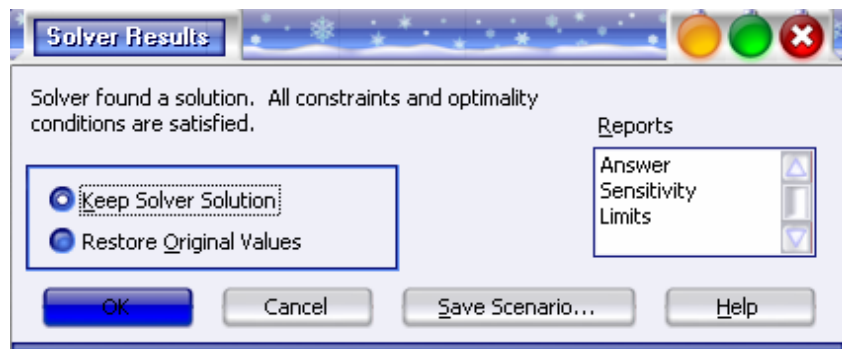 Solver Results
Solver found a solution. All constraints and optimality
conditions are satisfied.
Reports
Answer
Sensitivity
Limits
Keep Solver Solution
Restore Original Values
OK
Cancel
Save Scenario...
Help